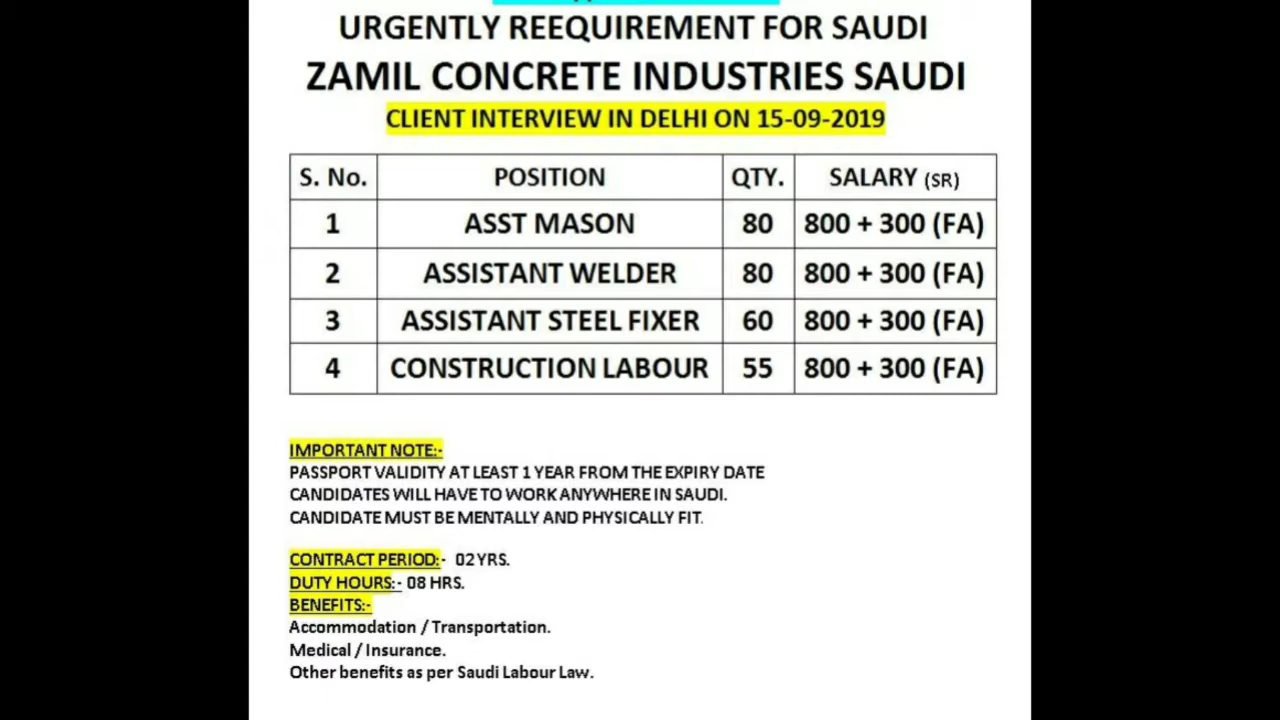 URGENTLY REEQUIREMENT FOR SAUDI
ZAMIL CONCRETE INDUSTRIES SAUDI
CLIENT INTERVIEW IN DELHI ON 15-09-2019
S. No. POSITION QTY. SALARY (SR)
1 ASST MASON 80 800 + 300 (FA)
2 ASSISTANT WELDER 80 800 + 300 (FA)
3 ASSISTANT STEEL FIXER 60 800 + 300 (FA)
4 CONSTRUCTION LABOUR 55 800 + 300 (FA)
IMPORTANT NOTE:-
PASSPORT VALIDITY AT LEAST 1 YEAR FROM THE EXPIRY DATE
CANDIDATES WILL HAVE TO WORK ANYWHERE IN SAUDI.
CANDIDATE MUST BE MENTALLY AND PHYSICALLY FIT.
CONTRACT PERIOD:- 02 YRS.
DUTY HOURS:- 08 HRS.
BENEFITS:-
Accommodation / Transportation.
Medical / Insurance.
Other benefits as per Saudi Labour Law.